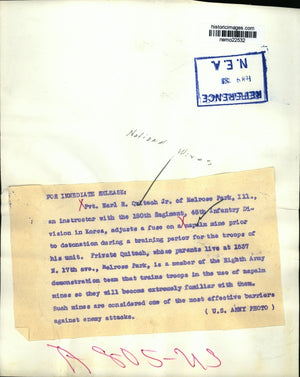 historicimages.com
nemo22532
REFERENCE
N.E.A.
Wires
FOR IMMEDIATE RELEASE:
Pvt. Earl R. Quitsch Jr. of Melrose Park, Ill.,
an instructor with the 180th Regiment, 45th Infantry Di-
vision in Korea, adjusts a fuse on a napalm mine prior
to detonation during a training period for the troops of
his unit. Private Quitsch, whose parents live at 1837
N. 17th ave., Melrose Park, is a member of the Eighth Army
demonstration team that trains troops in the use of napalm
mines so they will become extremely familiar with them.
Such mines are considered one of the most effective barriers
against enemy attacks. ( U.S. ARMY PHOTO )